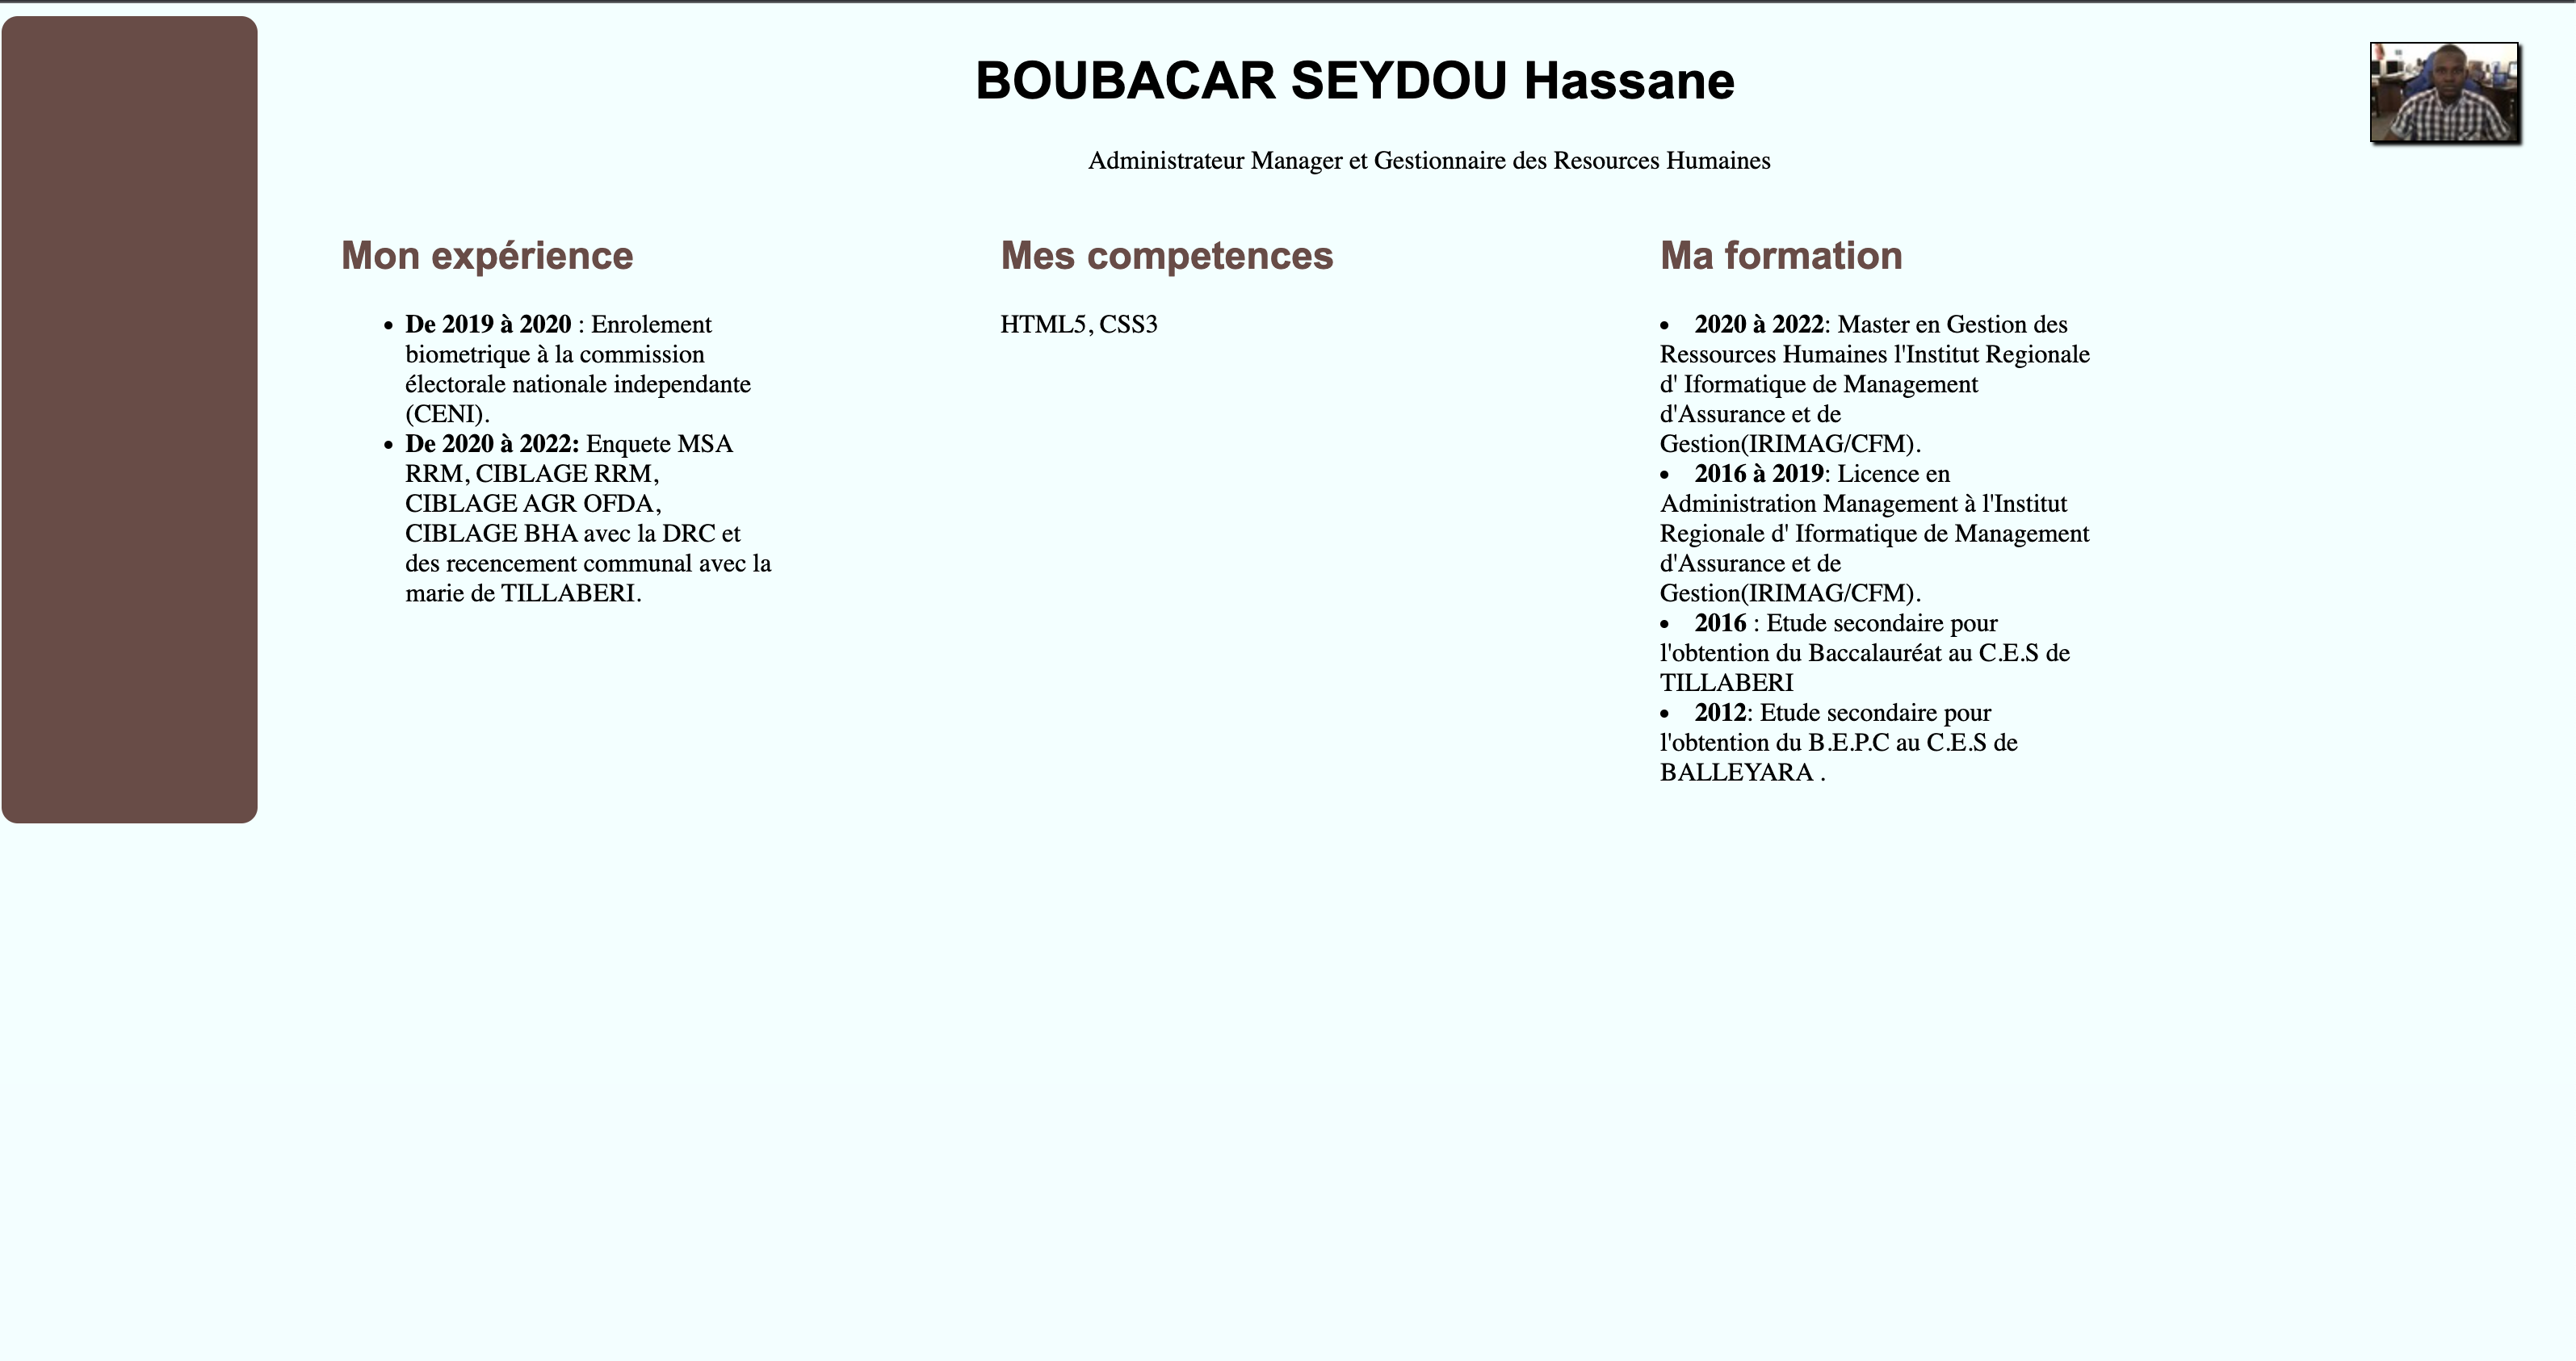 BOUBACAR SEYDOU Hassane
Administrateur Manager et Gestionnaire des Resources Humaines
Mon expérience
De 2019 à 2020 : Enrolement
biometrique à la commission
électorale nationale independante
(CENI).
De 2020 à 2022: Enquete MSA
RRM, CIBLAGE RRM,
CIBLAGE AGR OFDA,
CIBLAGE BHA avec la DRC et
des recencement communal avec la
marie de TILLABERI.
Mes competences
HTML5, CSS3
Ma formation
2020 à 2022: Master en Gestion des
Ressources Humaines l'Institut Regionale
d' Iformatique de Management
d'Assurance et de
Gestion(IRIMAG/CFM).
2016 à 2019: Licence en
Administration Management à l'Institut
Regionale d' Iformatique de Management
d'Assurance et de
Gestion(IRIMAG/CFM).
2016 : Etude secondaire pour
l'obtention du Baccalauréat au C.E.S de
TILLABERI
2012: Etude secondaire pour
l'obtention du B.E.P.C au C.E.S de
BALLEYARA .